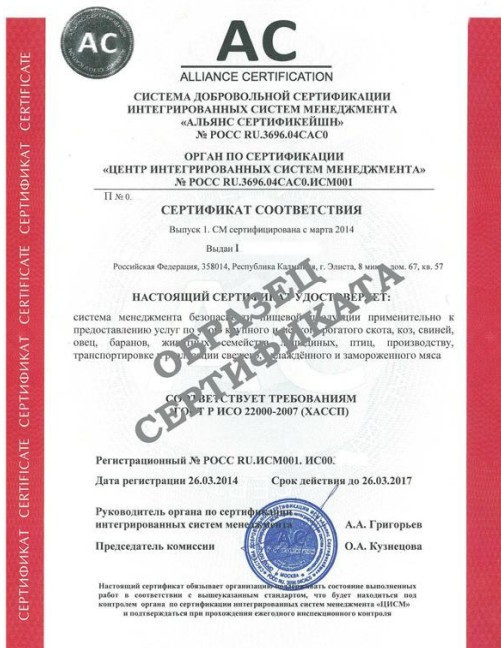 AC
AC
ALLIANCE CERTIFICATION
СИСТЕМА ДОБРОВОЛЬНОЙ СЕРТИФИКАЦИИ
ИНТЕГРИРОВАННЫХ СИСТЕМ МЕНЕДЖМЕНТА
«АЛЬЯНС СЕРТИФИКЕЙШН»
№ РОСС RU.3696.04САС0
ОРГАН ПО СЕРТИФИКАЦИИ
«ЦЕНТР ИНТЕГРИРОВАННЫХ СИСТЕМ МЕНЕДЖМЕНТА»
№ РОСС RU.3696.04САС0.ИСМ001
П № 0.
СЕРТИФИКАТ СООТВЕТСТВИЯ
Выпуск 1. СМ сертифицирована с марта 2014
Выдан
Российская Федерация, 358014, Республика Калмыкия, г. Элиста, 8 дом. 67, кв. 57
НАСТОЯЩИЙ СЕРТИФИКАТ УДОСТОВЕРЯЕТ:
система менеджмента безопасности пищевой продукции применительно к
предоставлению услуг по убою крупного и мелкого рогатого скота, коз, свиней,
овец, баранов, животных семейства птиц, производству,
транспортировке и реализации свежего, охлаждённого и замороженного мяса
СООТВЕТСТВУЕТ ТРЕБОВАНИЯМ
ГОСТ Р ИСО 22000-2007 (ХАССП)
ОБРАЗЕЦ
СЕРТИФИКАТА
Регистрационный № РОСС RU.ИСМ001. ИС00.
Дата регистрации 26.03.2014 Срок действия до 26.03.2017
Руководитель органа по сертификации
интегрированных систем менеджмента А.А. Григорьев
Председатель комиссии О.А. Кузнецова
AC
МОСКВА
Настоящий сертификат обязывает организацию поддерживать состояние выполненных
работ в соответствии с вышеуказанным стандартом, что будет находиться под
контролем органа по сертификации интегрированных систем менеджмента «ЦИСМ»
и подтверждаться при прохождении ежегодного инспекционного контроля
СЕРТИФИКАТ CERTIFICATE СЕРТИФИКАТ CERTIFICATE СЕРТИФИКАТ CERTIFICATE